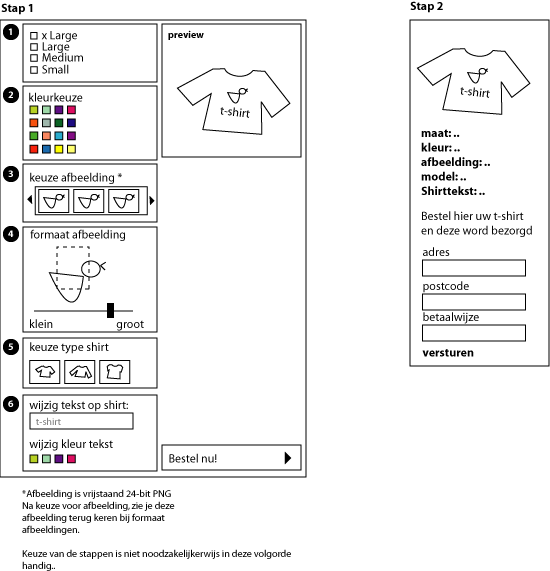 Stap 1
1
x Large
Large
Medium
Small
2
kleurkeuze
3
keuze afbeelding *
4
formaat afbeelding
klein groot
5
keuze type shirt
6
wijzig tekst op shirt:
t-shirt
wijzig kleur tekst
preview
t-shirt
Bestel nu!
*Afbeelding is vrijstaand 24-bit PNG
Na keuze voor afbeelding, zie je deze
afbeelding terug keren bij formaat
afbeeldingen.
Keuze van de stappen is niet noodzakelijkerwijs in deze volgorde
handig..
Stap 2
t-shirt
maat: ..
kleur: ..
afbeelding: ..
model: ..
Shirttekst: ..
Bestel hier uw t-shirt
en deze word bezorgd
adres
postcode
betaalwijze
versturen